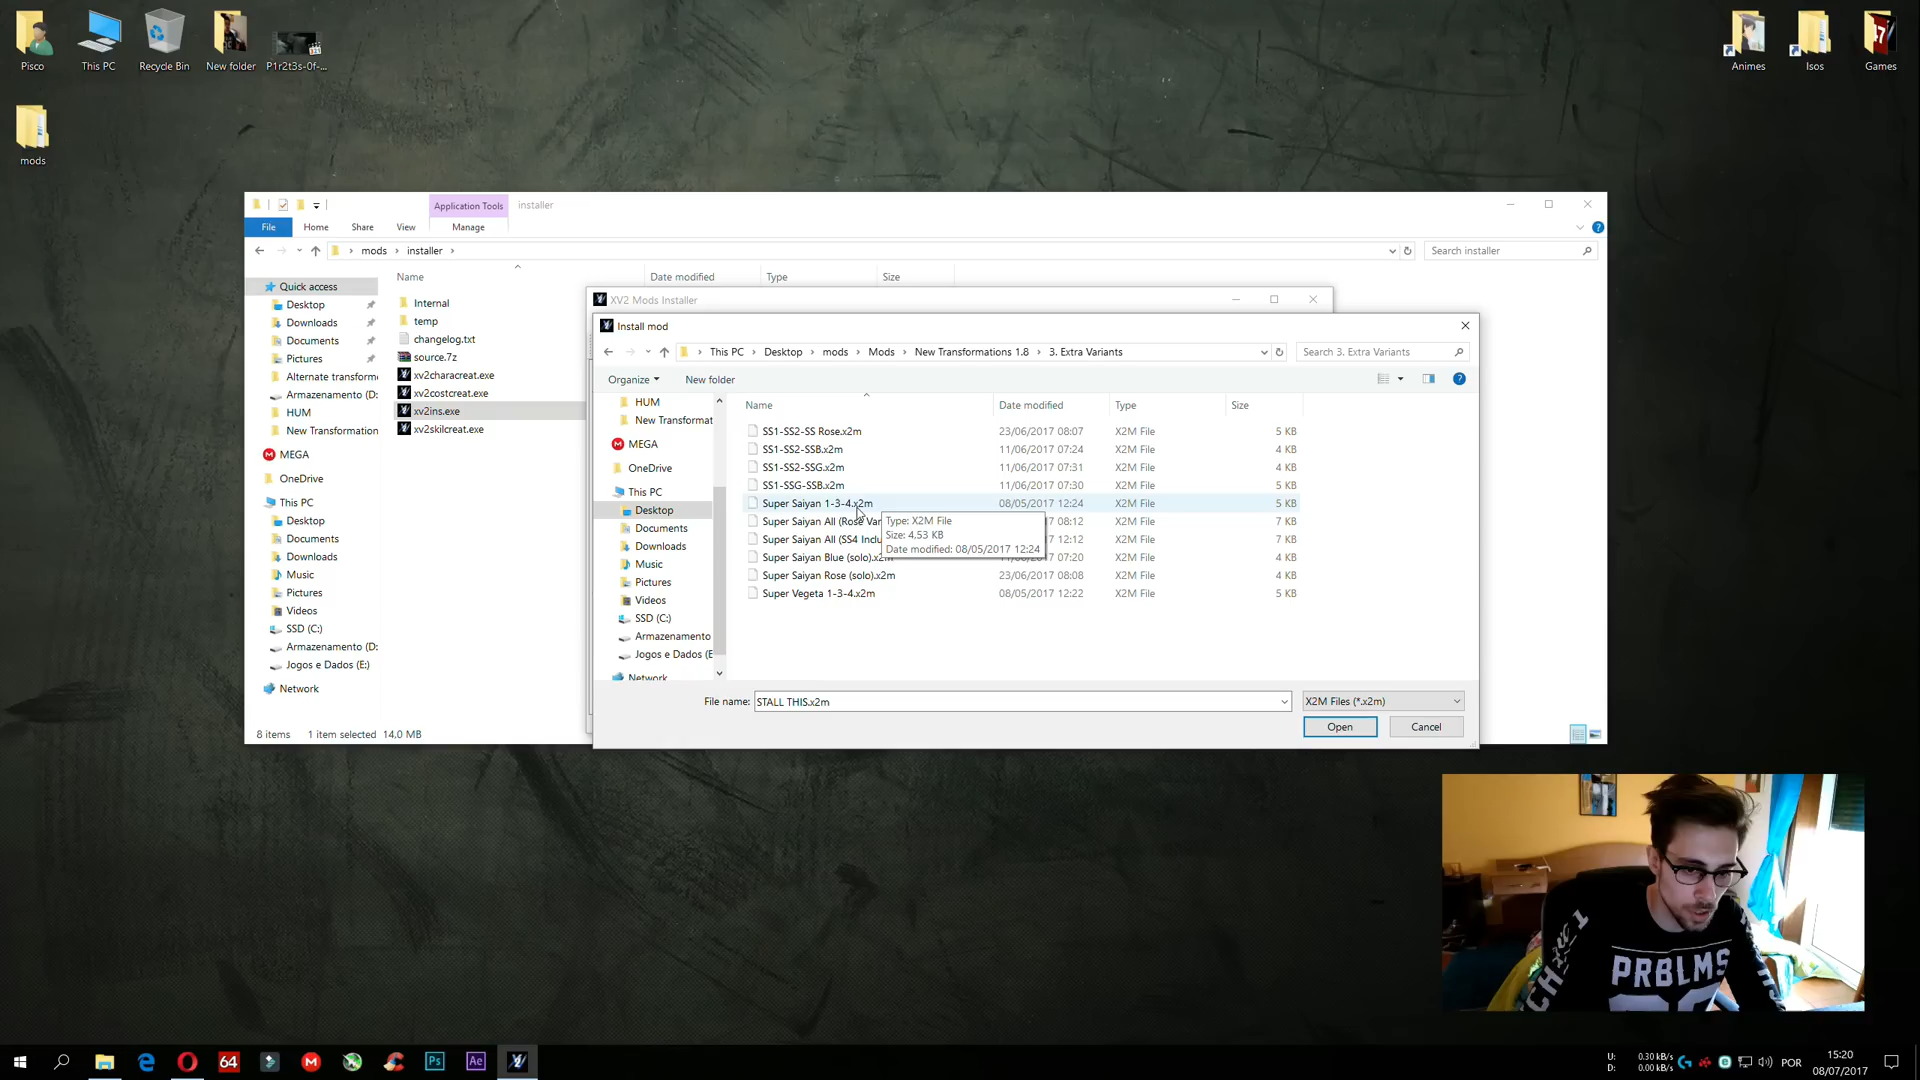 Pisco
This PC
Recycle Bin
New folder
P1r2t3s-0f-...
Animes
Isos
Games
mods
Application Tools
installer
File
Home
Share
View
Manage
mods
installer
Search installer
Name
Date modified
Type
Size
Quick access
Desktop
Downloads
Documents
Pictures
Alternate transform
Armazenamento (D:
HUM
New Transformation
MEGA
OneDrive
This PC
Desktop
Documents
Downloads
Music
Pictures
Videos
SSD (C:)
Armazenamento (D:
Jogos e Dados (E:)
Network
Internal
temp
changelog.txt
source.7z
xv2characreat.exe
xv2costcreat.exe
xv2ins.exe
xv2skilcreat.exe
8 items
1 item selected
14,0 MB
XV2 Mods Installer
Install mod
This PC
Desktop
mods
Mods
New Transformations 1.8
3. Extra Variants
Search 3. Extra Variants
Organize
New folder
HUM
New Transformat
MEGA
OneDrive
This PC
Desktop
Documents
Downloads
Music
Pictures
Videos
SSD (C:)
Armazenamento
Jogos e Dados (E
Network
Name
Date modified
Type
Size
SS1-SS2-SS Rose.x2m 23/06/2017 08:07 X2M File 5 KB
SS1-SS2-SSB.x2m 11/06/2017 07:24 X2M File 4 KB
SS1-SS2-SSG.x2m 11/06/2017 07:31 X2M File 4 KB
SS1-SSG-SSB.x2m 11/06/2017 07:30 X2M File 5 KB
Super Saiyan 1-3-4.x2m 08/05/2017 12:24 X2M File 5 KB
Super Saiyan All (Rose Var 17 08:12 X2M File 7 KB
Super Saiyan All (SS4 Inclu 17 12:12 X2M File 7 KB
Super Saiyan Blue (solo).x2m 17 07:20 X2M File 4 KB
Super Saiyan Rose (solo).x2m 23/06/2017 08:08 X2M File 4 KB
Super Vegeta 1-3-4.x2m 08/05/2017 12:22 X2M File 5 KB
Type: X2M File
Size: 4,53 KB
Date modified: 08/05/2017 12:24
File name:
STALL THIS.x2m
X2M Files (*.x2m)
Open
Cancel
PRBLMS
64
Ps
Ae
U: 0.30 kB/s
D: 0.00 kB/s
POR
15:20
08/07/2017